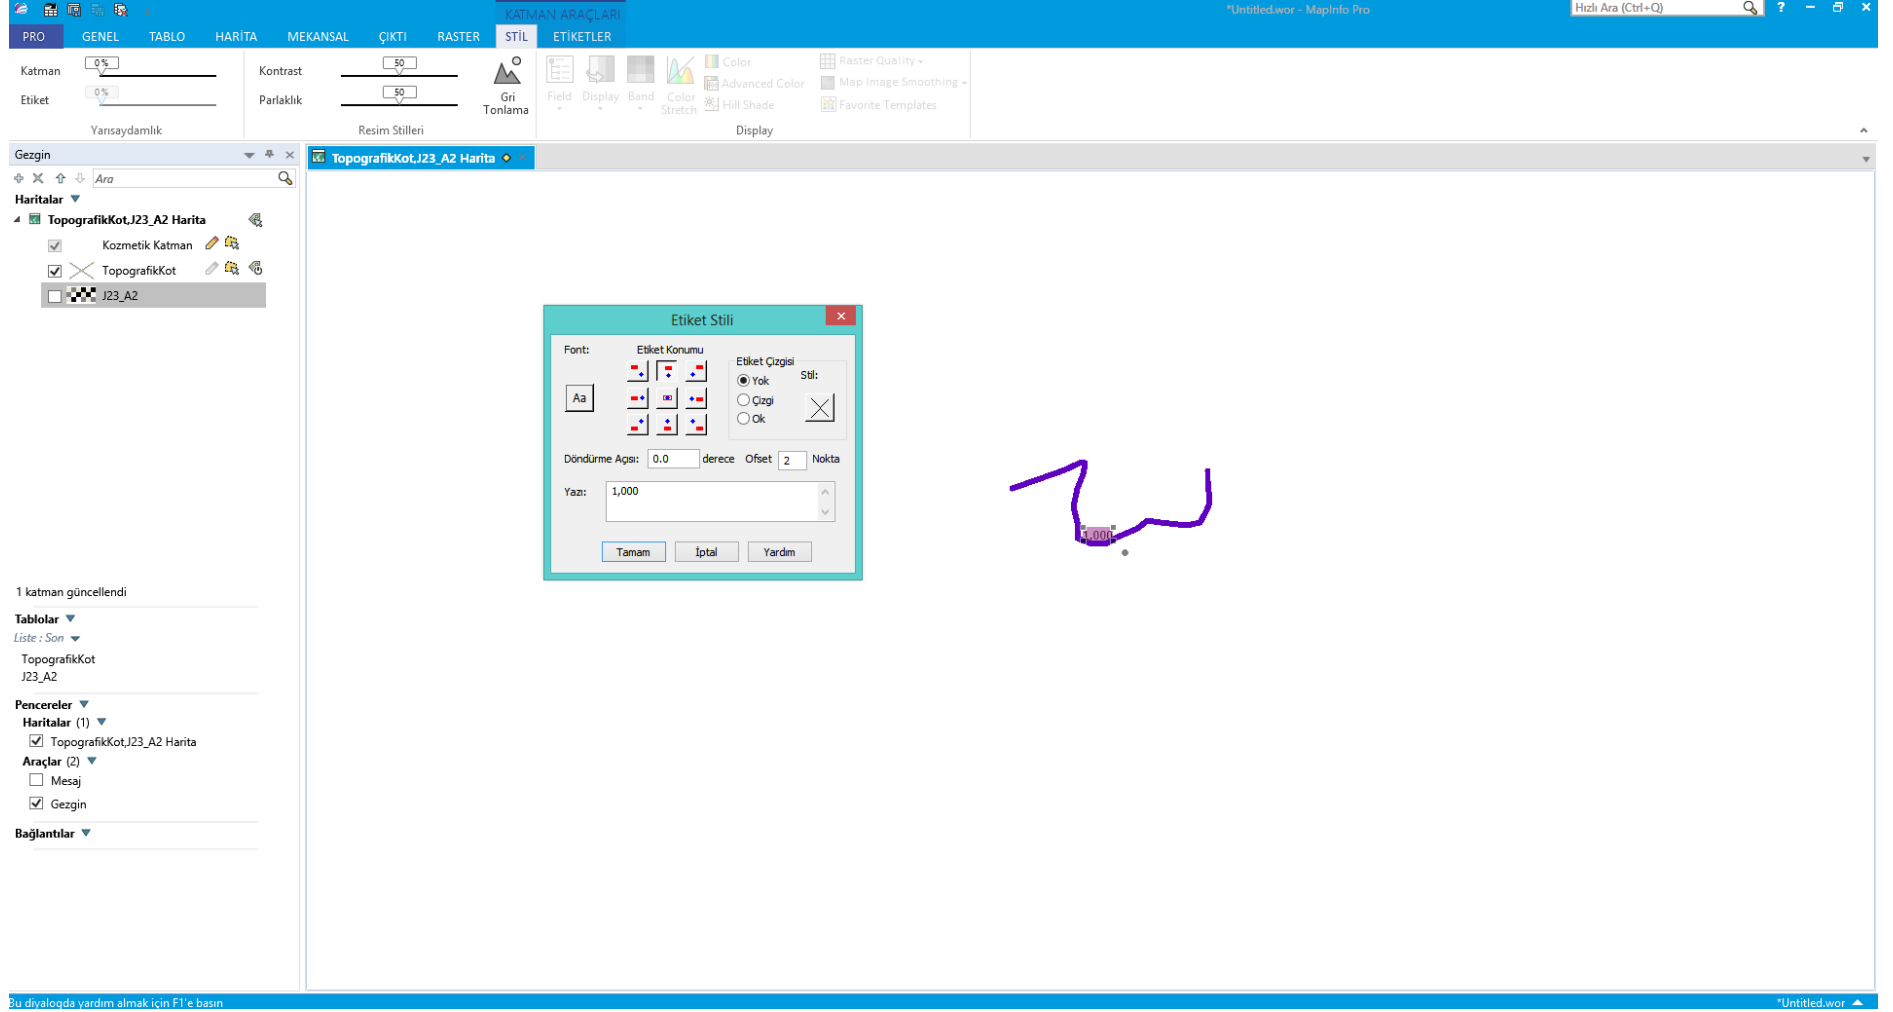 KATMAN ARAÇLARI
*Untitled.wor - MapInfo Pro
Hızlı Ara (Ctrl+Q)
?
PRO GENEL TABLO HARİTA MEKANSAL ÇIKTI RASTER STİL ETİKETLER
Katman 0%
Etiket 0%
Yarısaydamlık
Kontrast 50
Parlaklık 50
Resim Stilleri
Gri
Tonlama
Field Display Band Color
Stretch
Color
Advanced Color
Hill Shade
Raster Quality
Map Image Smoothing
Favorite Templates
Display
Gezgin
Ara
Haritalar
TopografikKot,J23_A2 Harita
Kozmetik Katman
TopografikKot
J23_A2
1 katman güncellendi
Tablolar
Liste : Son
TopografikKot
J23_A2
Pencereler
Haritalar (1)
TopografikKot,J23_A2 Harita
Araçlar (2)
Mesaj
Gezgin
Bağlantılar
TopografikKot,J23_A2 Harita
Etiket Stili
Font: Etiket Konumu
Aa
Etiket Çizgisi
Yok
Çizgi
Ok
Stil:
Döndürme Açısı: 0.0 derece Ofset 2 Nokta
Yazı: 1,000
Tamam İptal Yardım
1,000
Bu diyalogda yardım almak için F1'e basın
*Untitled.wor